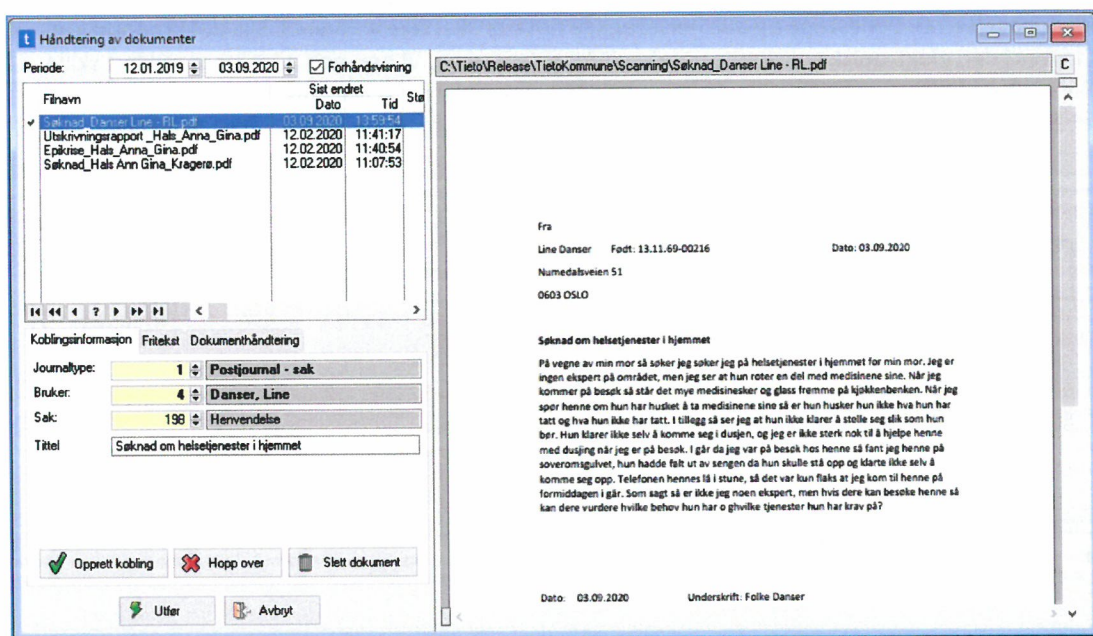 t Håndtering av dokumenter
Periode: 12.01.2019 03.09.2020 Forhåndsvisning
Filnavn Sist endret Dato Tid Stø
Søknad_Danser Line - RL.pdf 03.09.2020 13:59:54
Utskrivningsrapport _Hals_Anna_Gina.pdf 12.02.2020 11:41:17
Epikrise_Hals_Anna_Gina.pdf 12.02.2020 11:40:54
Søknad_Hals Ann Gina_Kragerø.pdf 12.02.2020 11:07:53
Koblingsinformasjon Fritekst Dokumenthåndtering
Journaltype: 1 Postjournal - sak
Bruker: 4 Danser, Line
Sak: 198 Henvendelse
Tittel Søknad om helsetjenester i hjemmet
Opprett kobling Hopp over Slett dokument
Utfør Avbryt
C:\Tieto\Release\TietoKommune\Scanning\Søknad_Danser Line - RL.pdf C
Fra
Line Danser Født: 13.11.69-00216 Dato: 03.09.2020
Numedalsveien 51
0603 OSLO
Søknad om helsetjenester i hjemmet
På vegne av min mor så søker jeg søker jeg på helsetjenester i hjemmet for min mor. Jeg er
ingen ekspert på området, men jeg ser at hun roter en del med medisinene sine. Når jeg
kommer på besøk så står det mye medisinesker og glass fremme på kjøkkenbenken. Når jeg
spør henne om hun har husket å ta medisinene sine så er hun husker hun ikke hva hun har
tatt og hva hun ikke har tatt. I tillegg så ser jeg at hun ikke klarer å stelle seg slik som hun
bør. Hun klarer ikke selv å komme seg i dusjen, og jeg er ikke sterk nok til å hjelpe henne
med dusjing når jeg er på besøk. I går da jeg var på besøk hos henne så fant jeg henne på
soveromsgulvet, hun hadde falt ut av sengen da hun skulle stå opp og klarte ikke selv å
komme seg opp. Telefonen hennes lå i stune, så det var kun flaks at jeg kom til henne på
formiddagen i går. Som sagt så er ikke jeg noen ekspert, men hvis dere kan besøke henne så
kan dere vurdere hvilke behov hun har o ghvilke tjenester hun har krav på?
Dato: 03.09.2020 Underskrift: Folke Danser